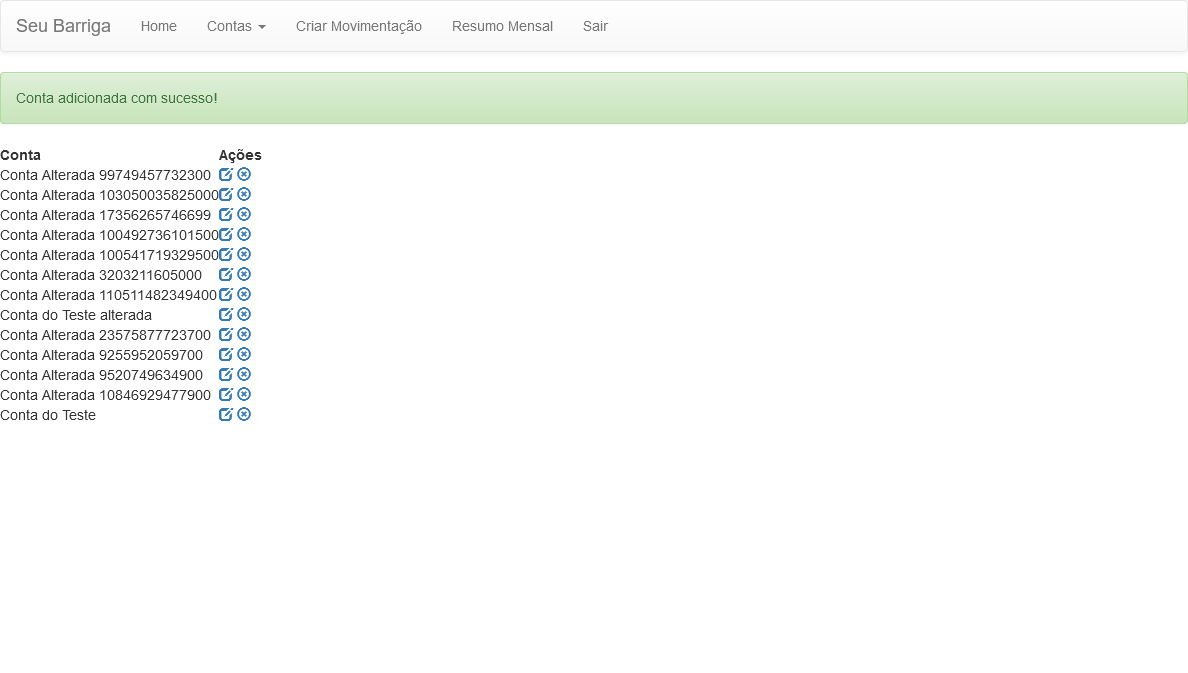 Seu Barriga Home Contas Criar Movimentação Resumo Mensal Sair
Conta adicionada com sucesso!
Conta Ações
Conta Alterada 99749457732300
Conta Alterada 103050035825000
Conta Alterada 17356265746699
Conta Alterada 100492736101500
Conta Alterada 100541719329500
Conta Alterada 3203211605000
Conta Alterada 110511482349400
Conta do Teste alterada
Conta Alterada 23575877723700
Conta Alterada 9255952059700
Conta Alterada 9520749634900
Conta Alterada 10846929477900
Conta do Teste